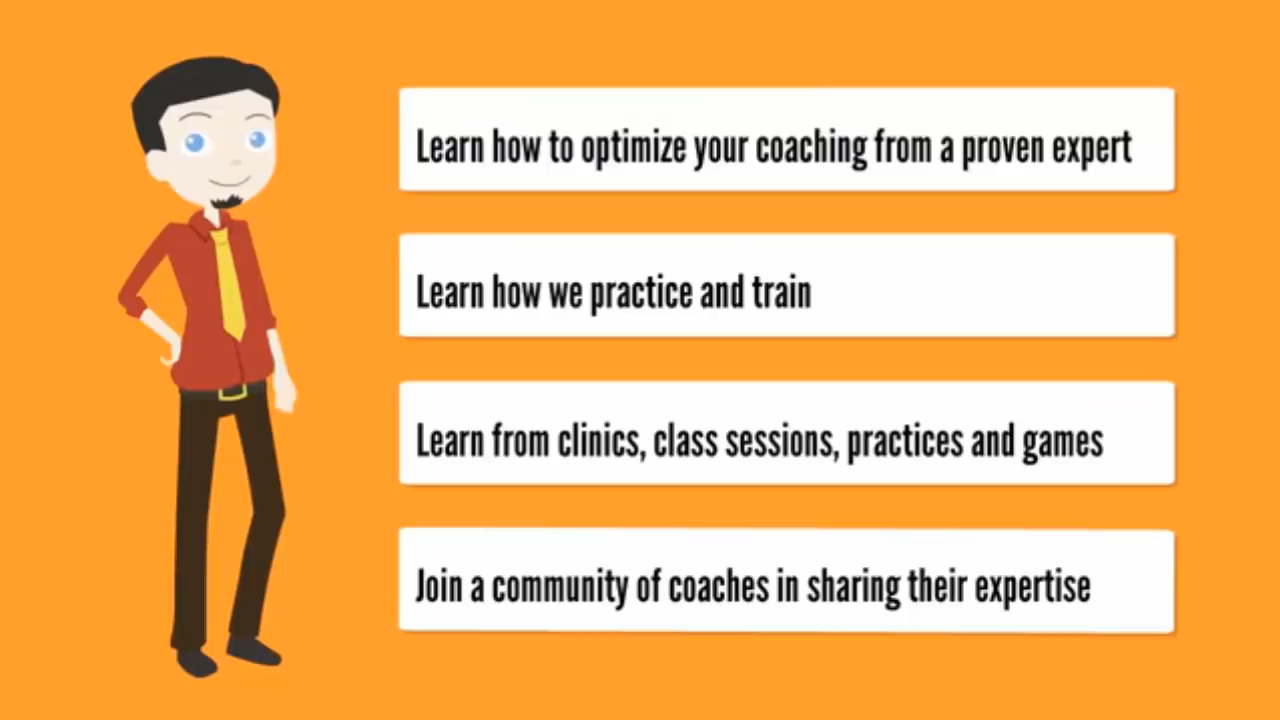 Learn how to optimize your coaching from a proven expert
Learn how we practice and train
Learn from clinics, class sessions, practices and games
Join a community of coaches in sharing their expertise